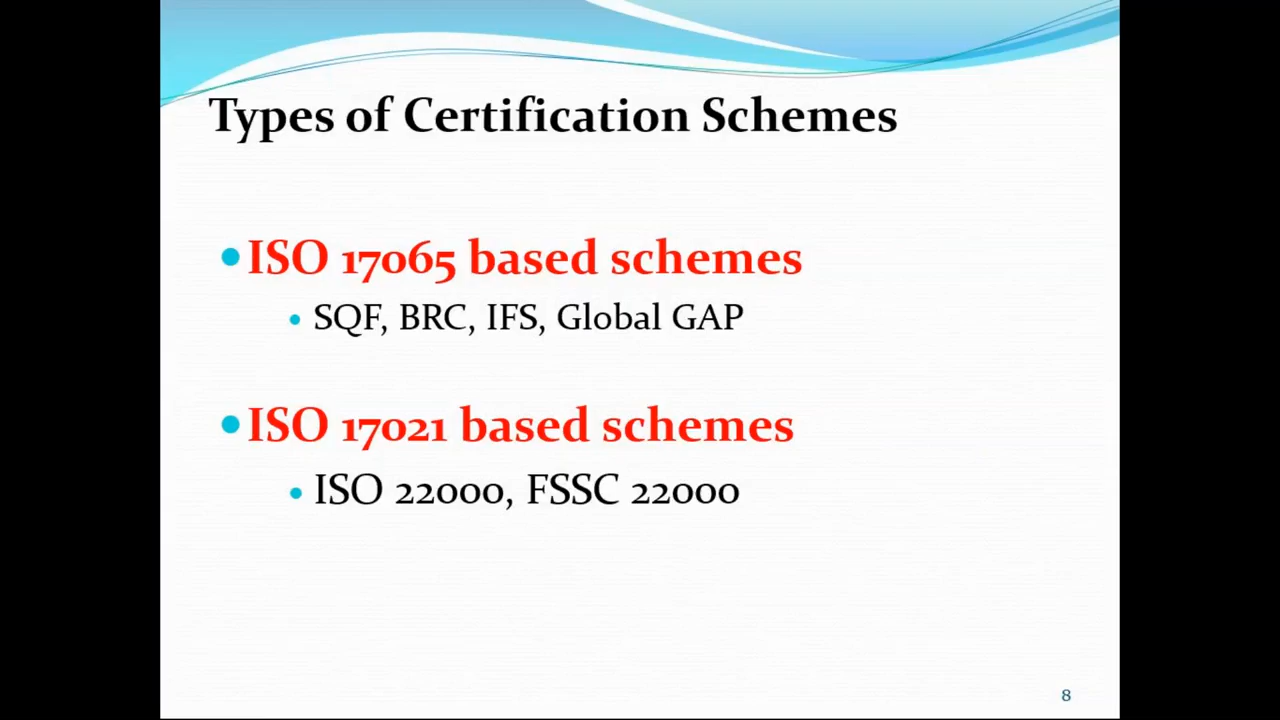 Types of Certification Schemes
•ISO 17065 based schemes
• SQF, BRC, IFS, Global GAP
•ISO 17021 based schemes
• ISO 22000, FSSC 22000
8